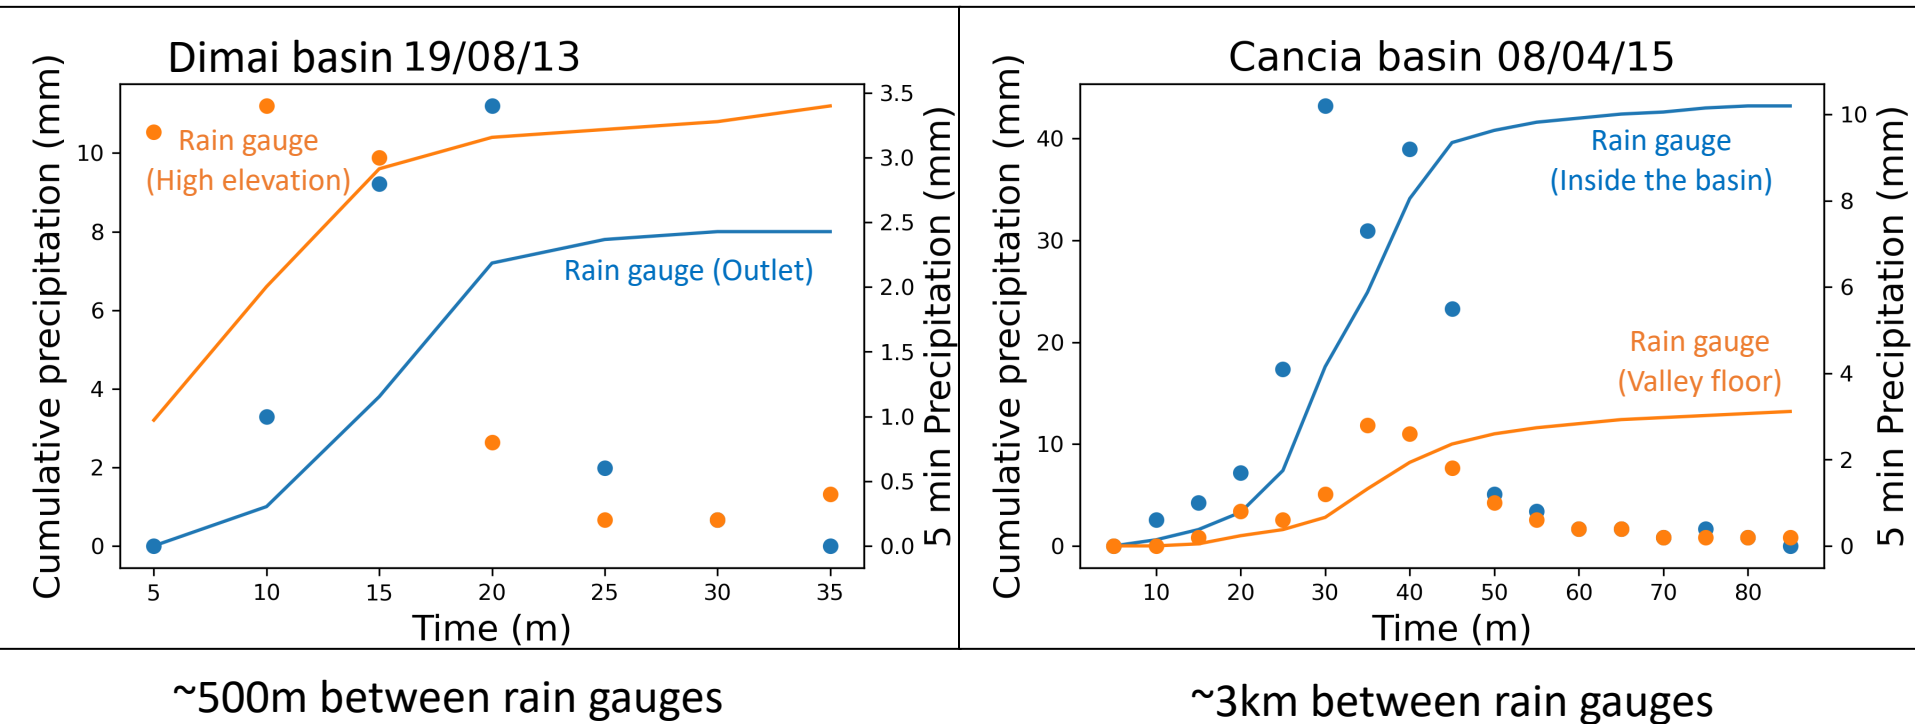 Dimai basin 19/08/13
Cumulative precipitation (mm)
10
8
6
4
2
0
Rain gauge
(High elevation)
Rain gauge (Outlet)
3.5
3.0
2.5
2.0
1.5
1.0
0.5
0.0
5 min Precipitation (mm)
5 10 15 20 25 30 35
Time (m)
~500m between rain gauges
Cancia basin 08/04/15
Cumulative precipitation (mm)
40
30
20
10
0
Rain gauge
(Inside the basin)
Rain gauge
(Valley floor)
10
8
6
4
2
0
5 min Precipitation (mm)
10 20 30 40 50 60 70 80
Time (m)
~3km between rain gauges